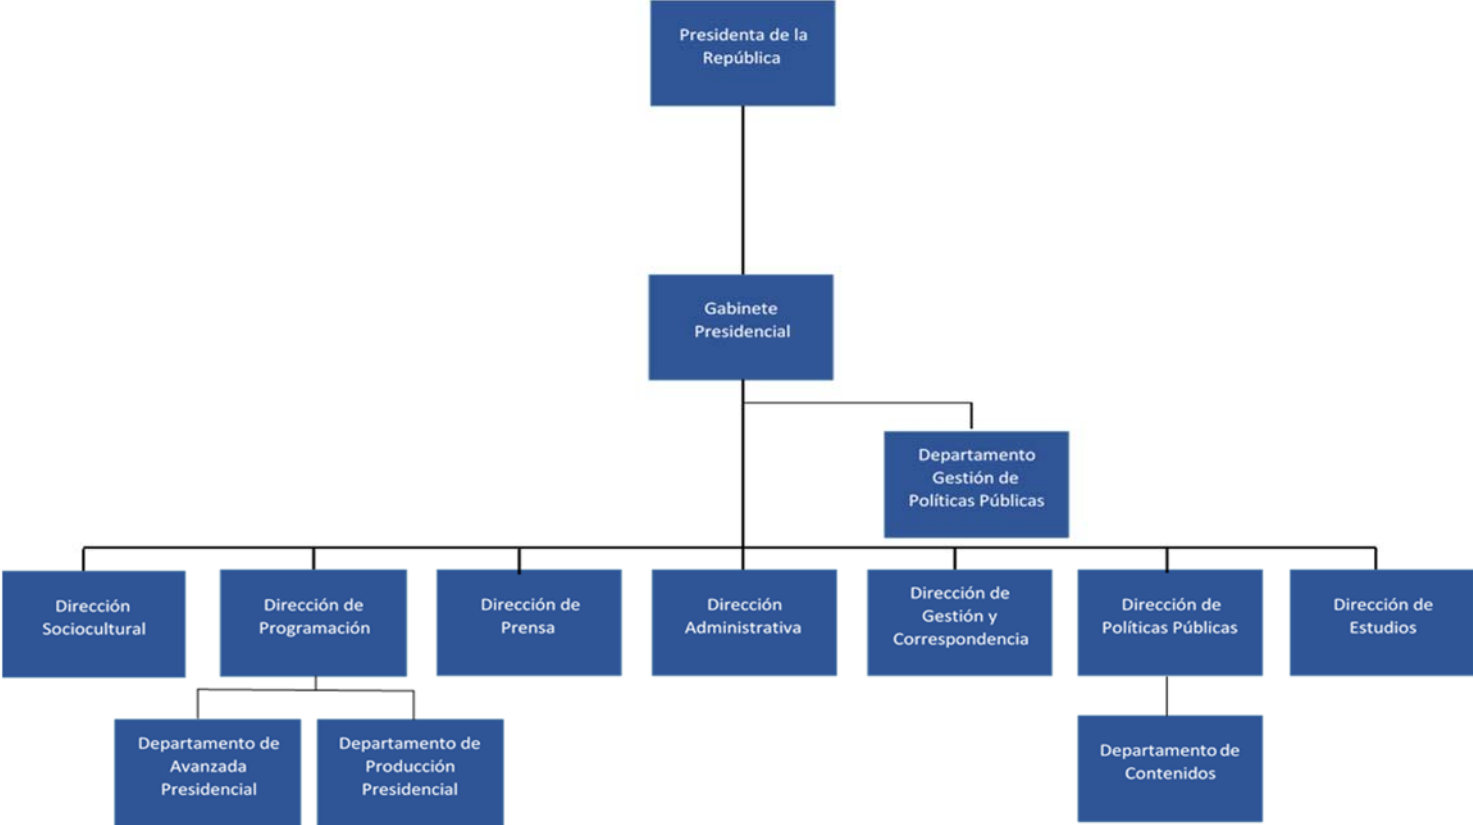 Presidenta de la
República
Gabinete
Presidencial
Departamento
Gestión de
Políticas Públicas
Dirección
Sociocultural
Dirección de
Programación
Dirección de
Prensa
Dirección
Administrativa
Dirección de
Gestión y
Correspondencia
Dirección de
Políticas Públicas
Dirección de
Estudios
Departamento de
Avanzada
Presidencial
Departamento de
Producción
Presidencial
Departamento de
Contenidos